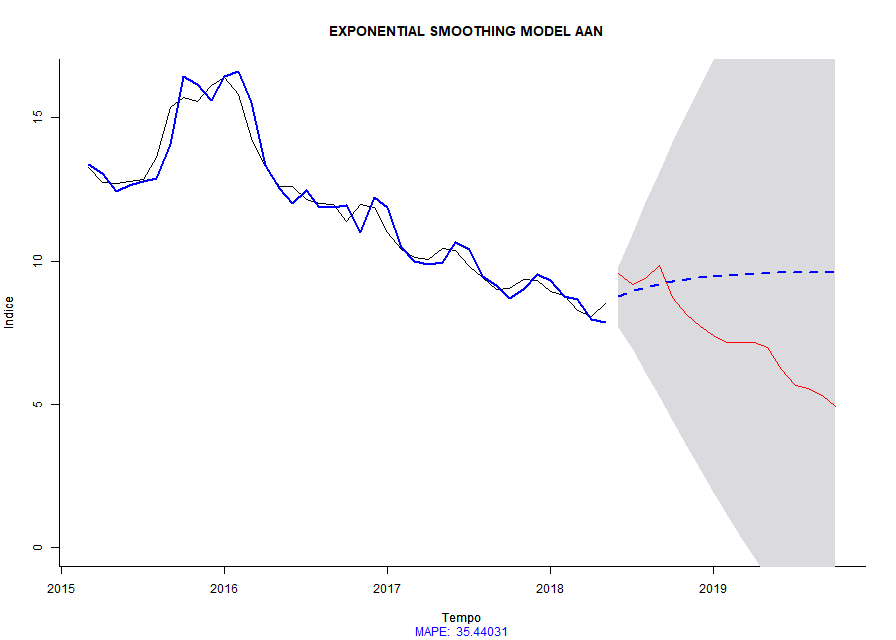 EXPONENTIAL SMOOTHING MODEL AAN
15
10
5
0
Indice
2015 2016 2017 2018 2019
Tempo
MAPE: 35.44031